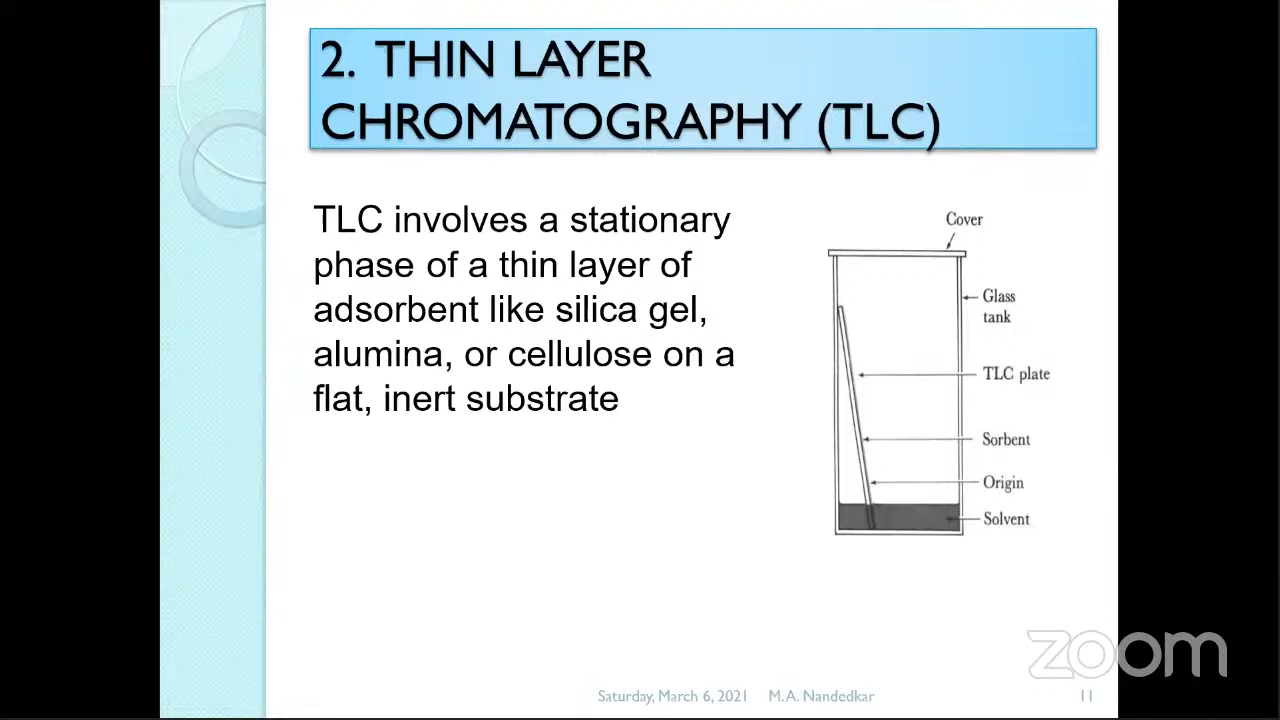 2. THIN LAYER
CHROMATOGRAPHY (TLC)
TLC involves a stationary
phase of a thin layer of
adsorbent like silica gel,
alumina, or cellulose on a
flat, inert substrate
Cover
Glass
tank
TLC plate
Sorbent
Origin
Solvent
zoom
Saturday, March 6, 2021 M.A. Nandedkar 11